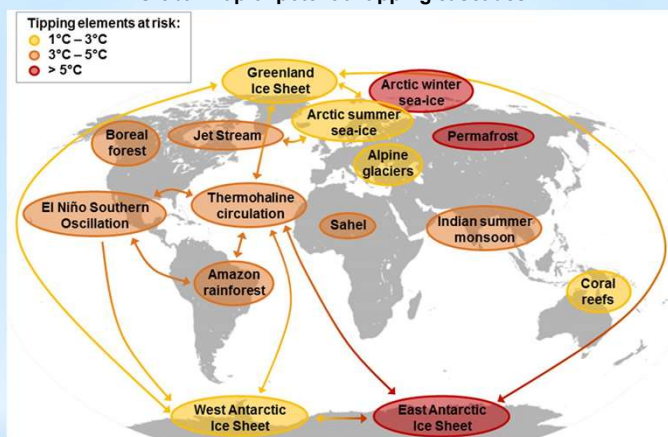 Tipping elements at risk:
1°C – 3°C
3°C – 5°C
> 5°C
Greenland
Ice Sheet
Arctic winter
sea-ice
Arctic summer
sea-ice
Boreal
forest
Jet Stream
Permafrost
Alpine
glaciers
El Niño Southern
Oscillation
Thermohaline
circulation
Sahel
Indian summer
monsoon
Amazon
rainforest
Coral
reefs
West Antarctic
Ice Sheet
East Antarctic
Ice Sheet